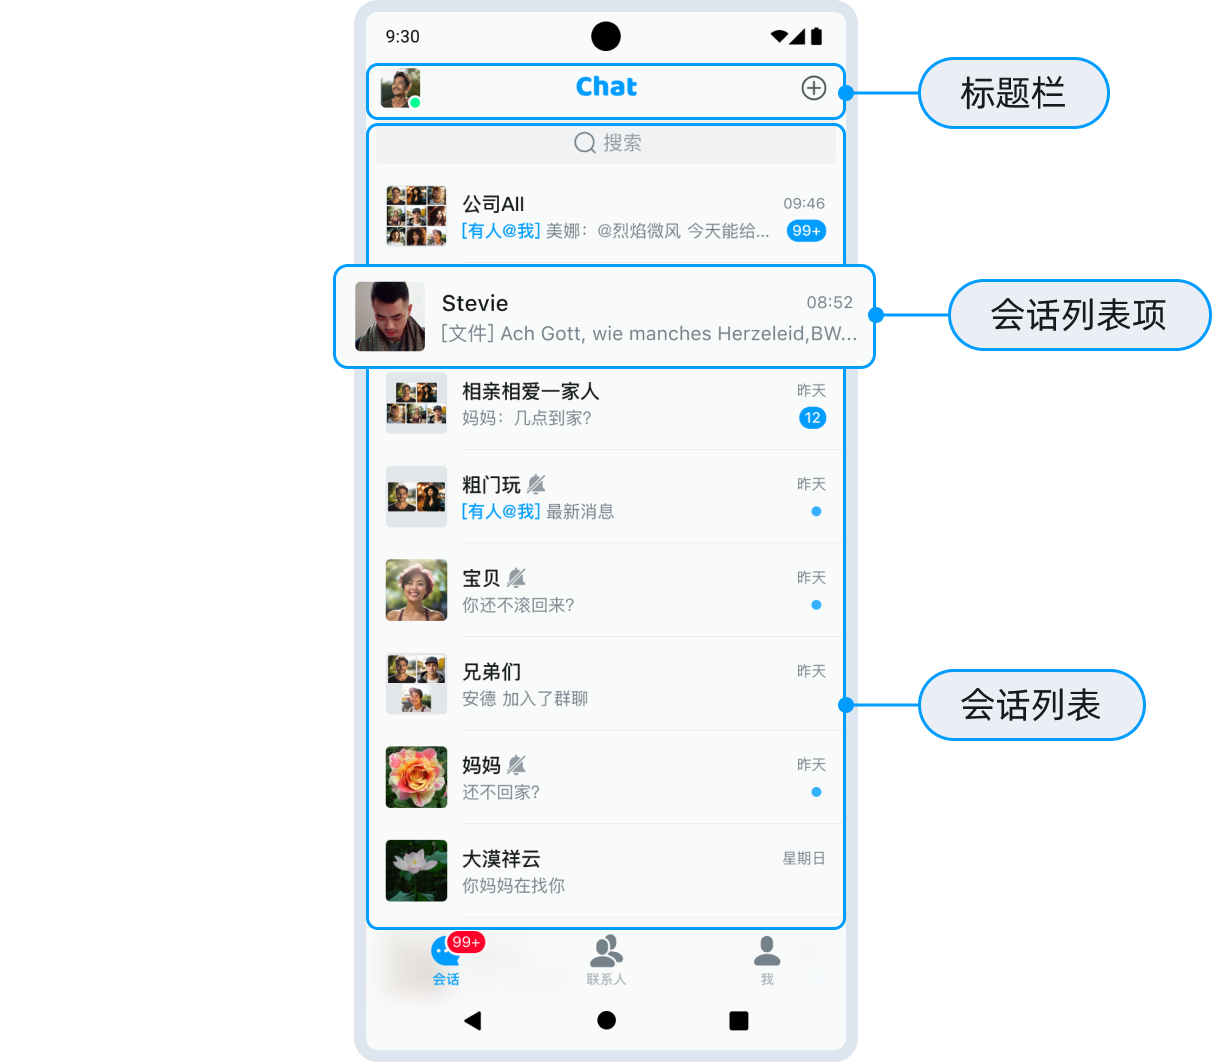 9:30
Chat
标题栏
搜索
公司All
09:46
[有人@我] 美娜：@烈焰微风 今天能给...
99+
Stevie
08:52
[文件] Ach Gott, wie manches Herzeleid,BW...
会话列表项
相亲相爱一家人
昨天
妈妈：几点到家?
12
粗门玩
昨天
[有人@我] 最新消息
宝贝
昨天
你还不滚回来?
兄弟们
昨天
安德 加入了群聊
会话列表
妈妈
昨天
还不回家?
大漠祥云
星期日
你妈妈在找你
99+
会话
联系人
我